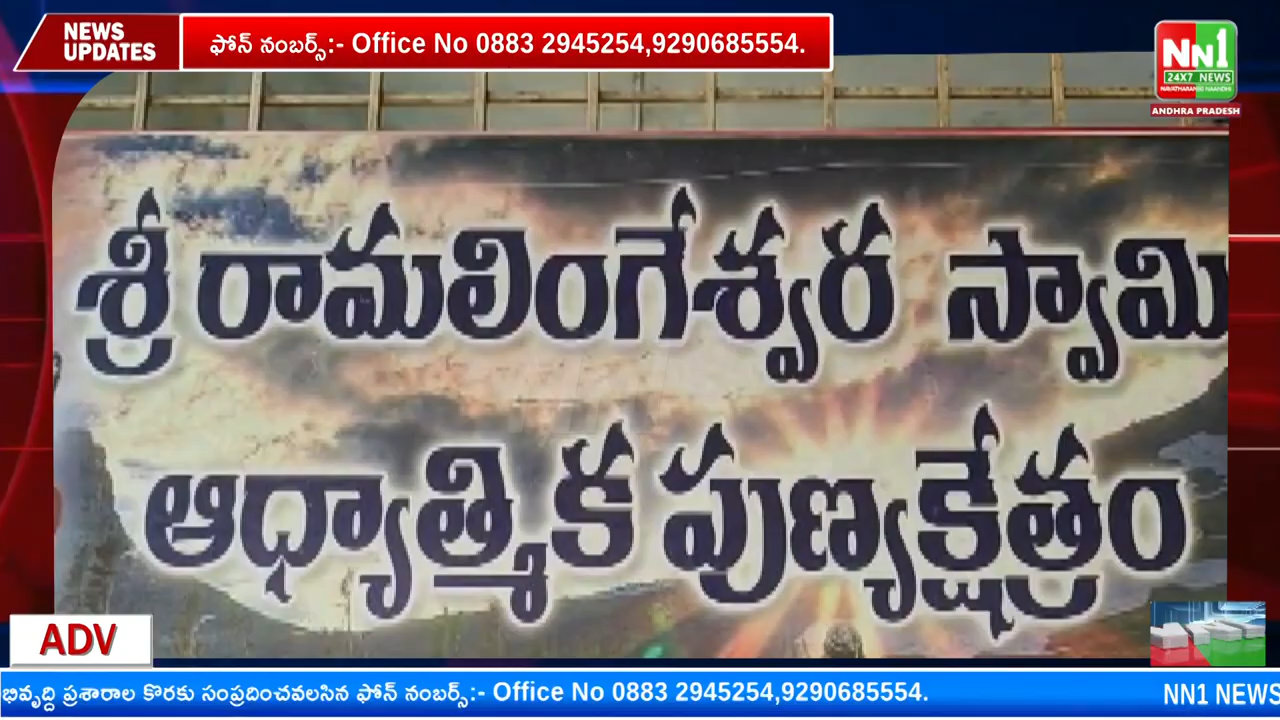 NEWS
UPDATES
ఫోన్ నంబర్స్:- Office No 0883 2945254,9290685554.
NN1
24X7 NEWS
ANDHRA PRADESH
శ్రీ రామలింగేశ్వర స్వామి
ఆధ్యాత్మిక పుణ్యక్షేత్రం
ADV
భివృద్ది ప్రశారాల కొరకు సంప్రదించవలసిన ఫోన్ నంబర్స్:- Office No 0883 2945254,9290685554.
NN1 NEWS